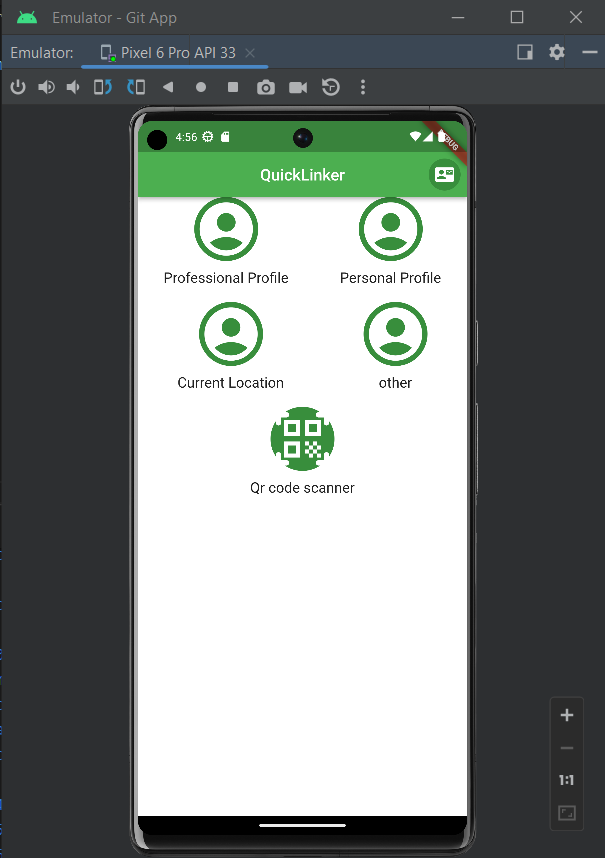 Emulator - Git App
Emulator:
Pixel 6 Pro API 33
4:56
DEBUG
QuickLinker
Professional Profile
Personal Profile
Current Location
other
Qr code scanner
1:1